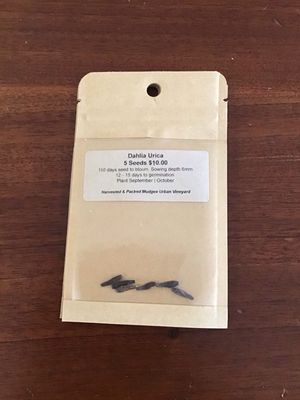 Dahlia Urica
5 Seeds $10.00
110 days seed to bloom. Sowing depth 6mm
12 - 15 days to germination
Plant September | October
Harvested & Packed Mudgee Urban Vineyard